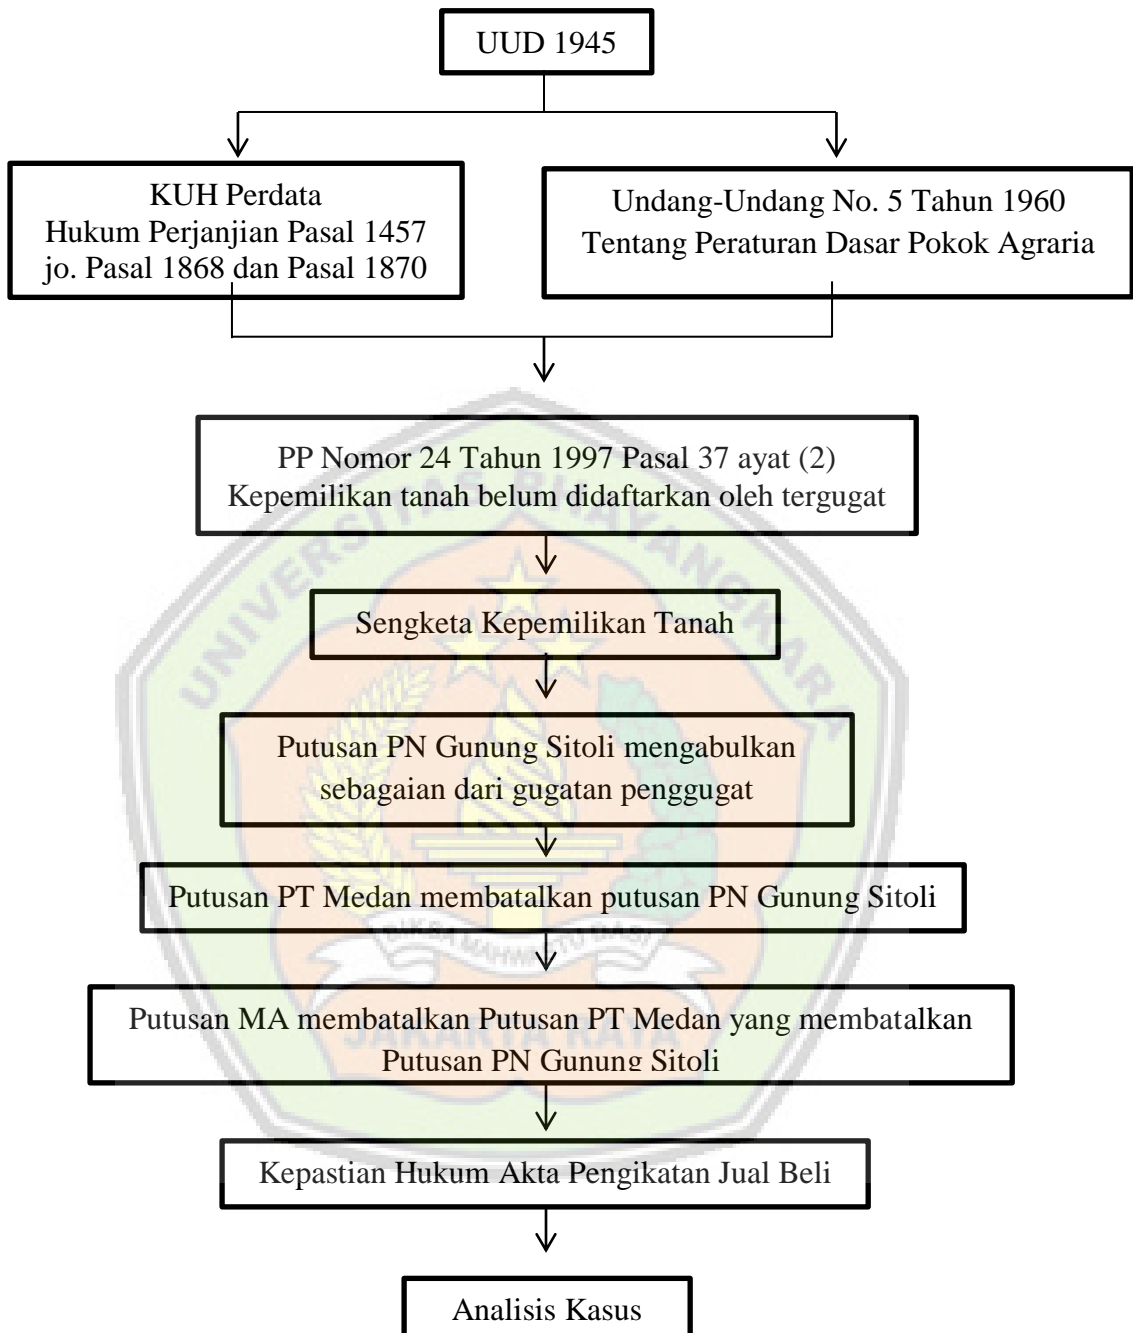 UUD 1945
KUH Perdata
Hukum Perjanjian Pasal 1457
jo. Pasal 1868 dan Pasal 1870
Undang-Undang No. 5 Tahun 1960
Tentang Peraturan Dasar Pokok Agraria
PP Nomor 24 Tahun 1997 Pasal 37 ayat (2)
Kepemilikan tanah belum didaftarkan oleh tergugat
Sengketa Kepemilikan Tanah
Putusan PN Gunung Sitoli mengabulkan
sebagaian dari gugatan penggugat
Putusan PT Medan membatalkan putusan PN Gunung Sitoli
Putusan MA membatalkan Putusan PT Medan yang membatalkan
Putusan PN Gunung Sitoli
Kepastian Hukum Akta Pengikatan Jual Beli
Analisis Kasus
UNIVERSITAS BHAYANGKARA
JAKARTA RAYA